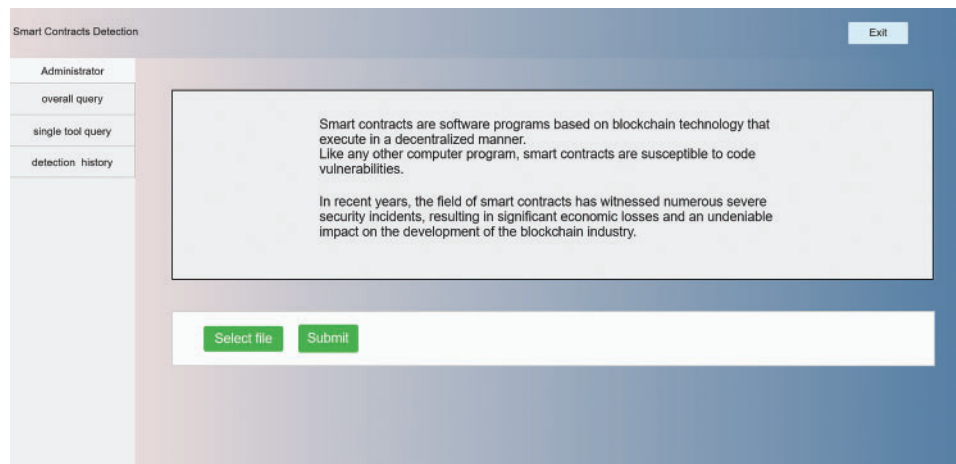 Smart Contracts Detection
Exit
Administrator
overall query
single tool query
detection history
Smart contracts are software programs based on blockchain technology that
execute in a decentralized manner.
Like any other computer program, smart contracts are susceptible to code
vulnerabilities.
In recent years, the field of smart contracts has witnessed numerous severe
security incidents, resulting in significant economic losses and an undeniable
impact on the development of the blockchain industry.
Select file
Submit